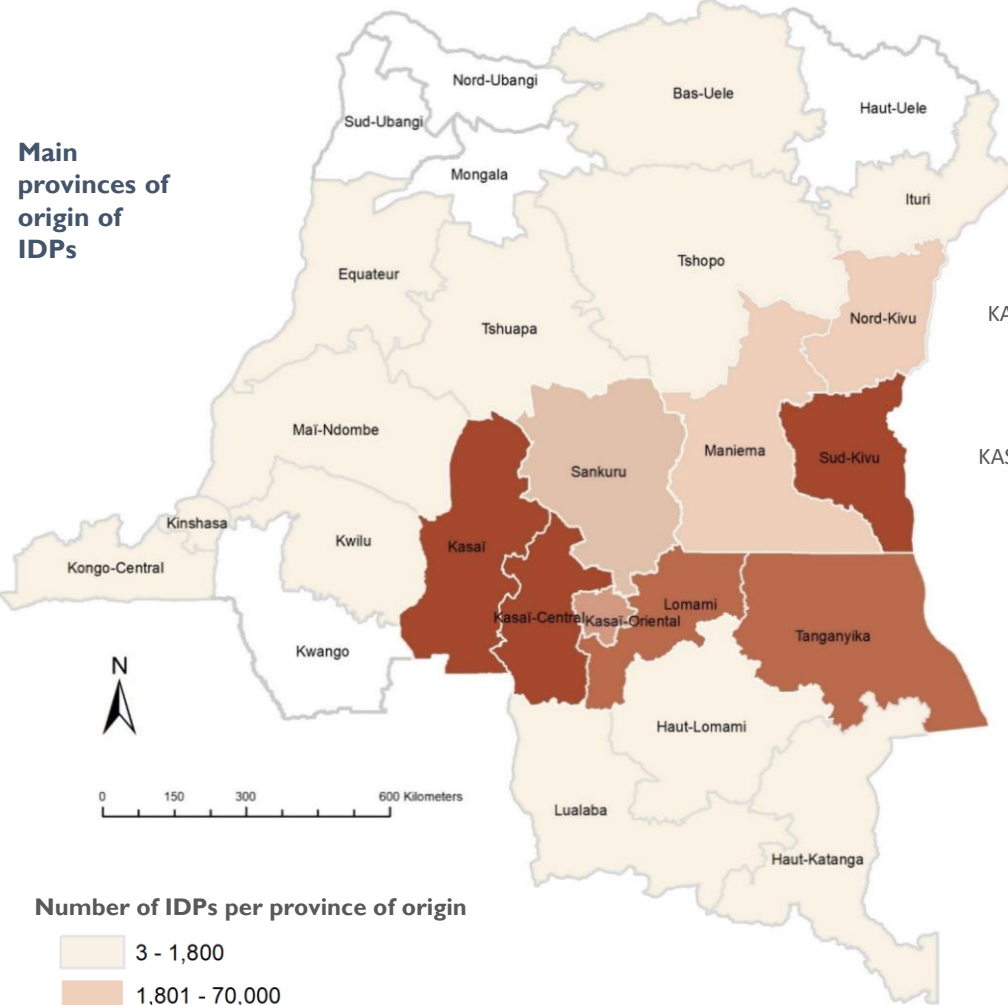 Nord-Ubangi
Bas-Uele
Haut-Uele
Sud-Ubangi
Main
provinces of
origin of
IDPs
Mongala
Ituri
Tshopo
Equateur
Nord-Kivu
KA
Tshuapa
Maï-Ndombe
Maniema
Sud-Kivu
KAS
Sankuru
Kinshasa
Kwilu
Kasaï
Kongo-Central
Lomami
Kasaï-Central
Kasaï-Oriental
Tanganyika
Kwango
N
Haut-Lomami
0 150 300 600 Kilometers
Lualaba
Haut-Katanga
Number of IDPs per province of origin
3 - 1,800
1,801 - 70,000